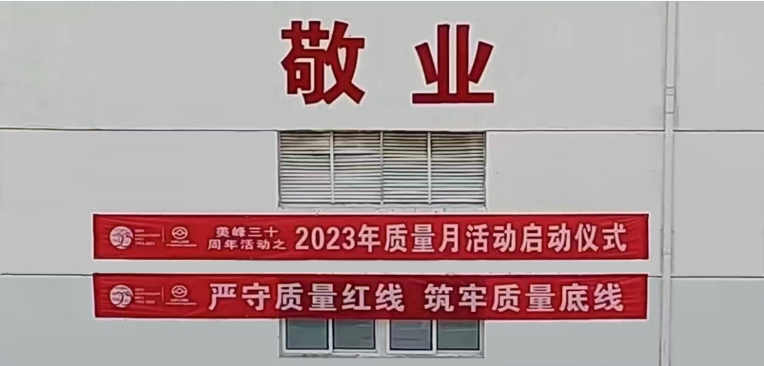 敬业
美峰三十
周年活动之
2023年质量月活动启动仪式
严守质量红线 筑牢质量底线